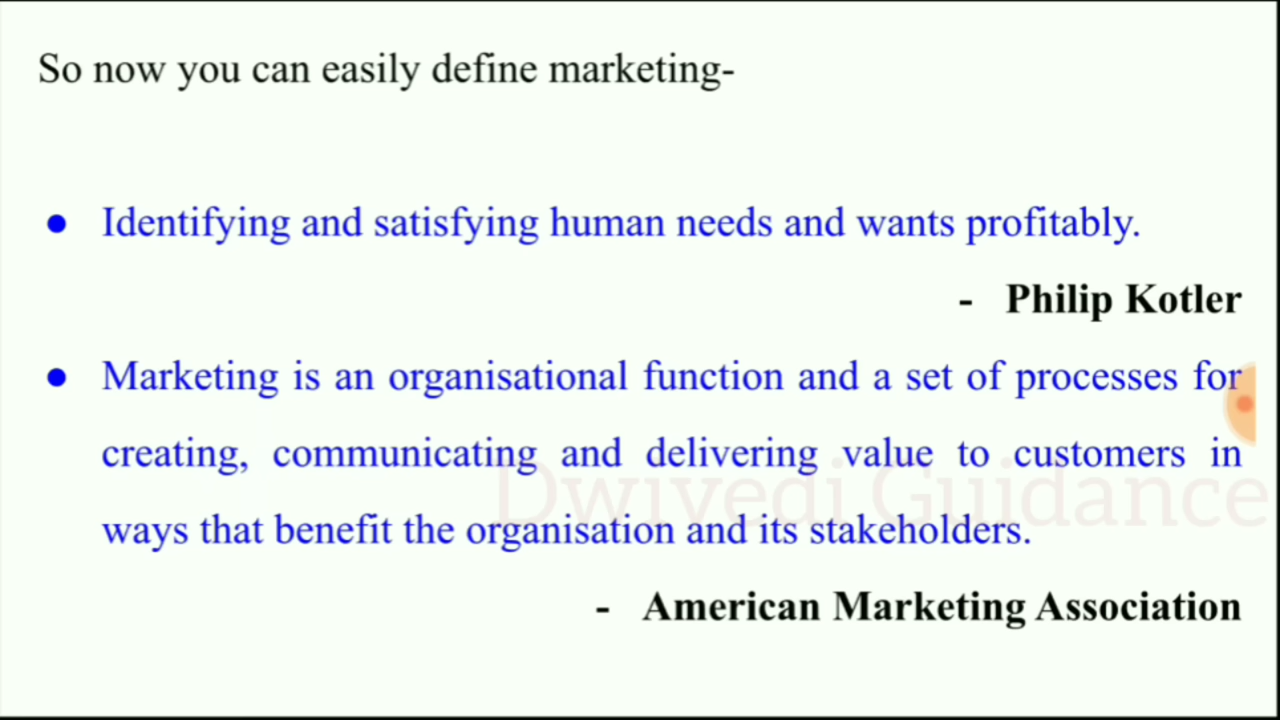 So now you can easily define marketing-
● Identifying and satisfying human needs and wants profitably.
- Philip Kotler
● Marketing is an organisational function and a set of processes for
creating, communicating and delivering value to customers in
Dwivedi Guidance
ways that benefit the organisation and its stakeholders.
- American Marketing Association